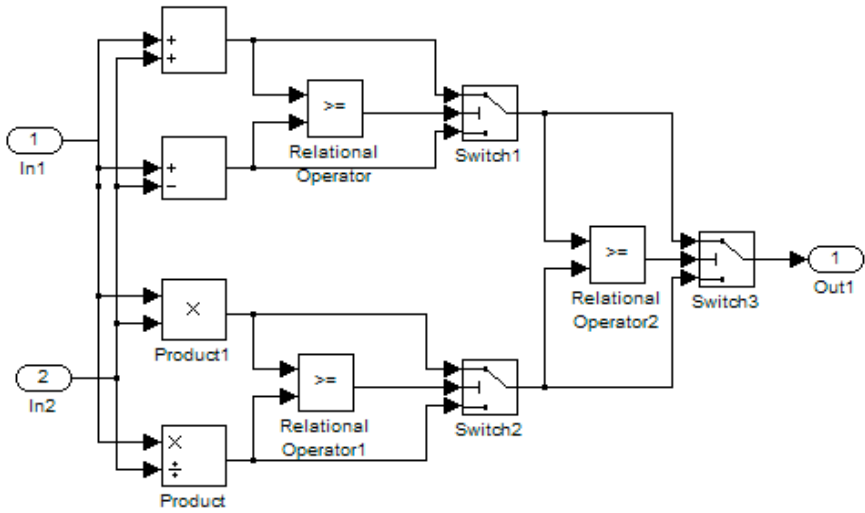 +
+
>=
Relational
Operator
Switch1
1
In1
+
−
>=
Relational
Operator2
Switch3
1
Out1
×
Product1
>=
Relational
Operator1
Switch2
2
In2
×
÷
Product